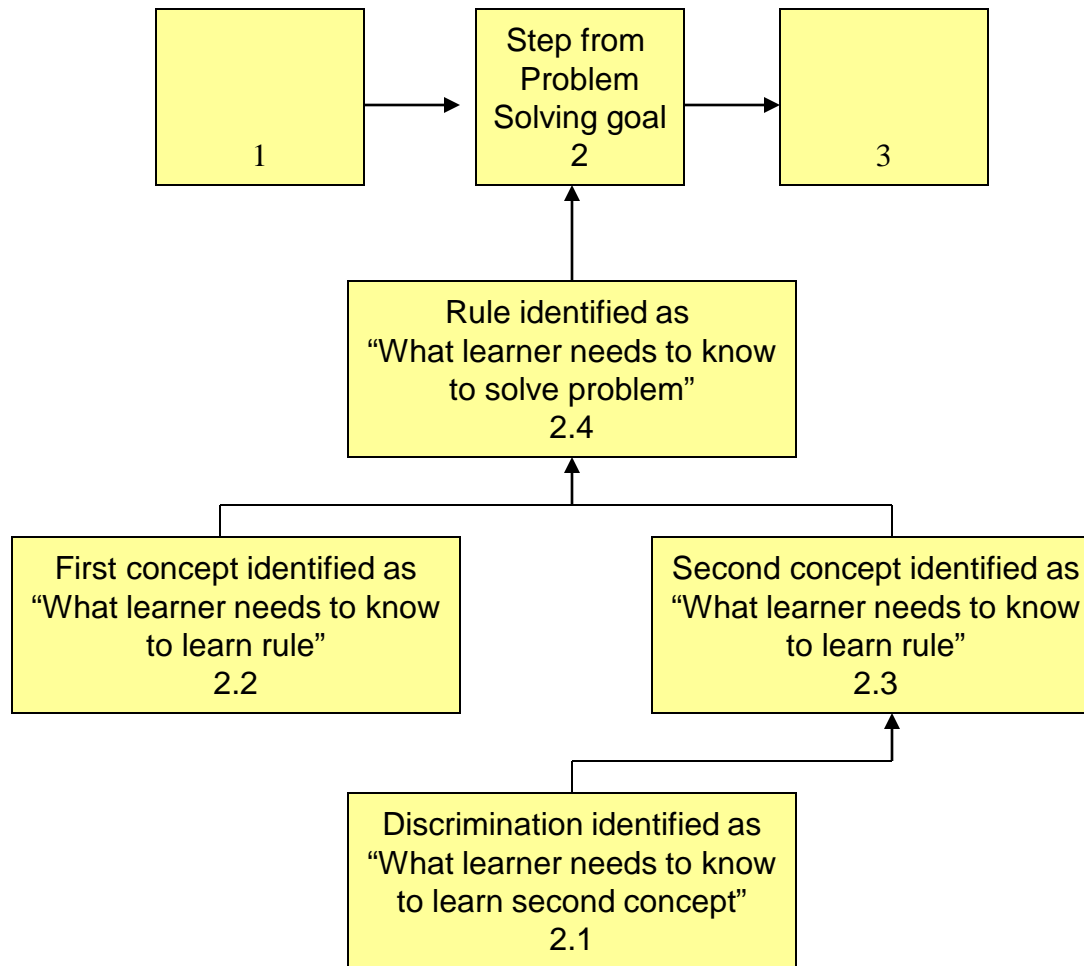 1
Step from
Problem
Solving goal
2
3
Rule identified as
“What learner needs to know
to solve problem”
2.4
First concept identified as
“What learner needs to know
to learn rule”
2.2
Second concept identified as
“What learner needs to know
to learn rule”
2.3
Discrimination identified as
“What learner needs to know
to learn second concept”
2.1